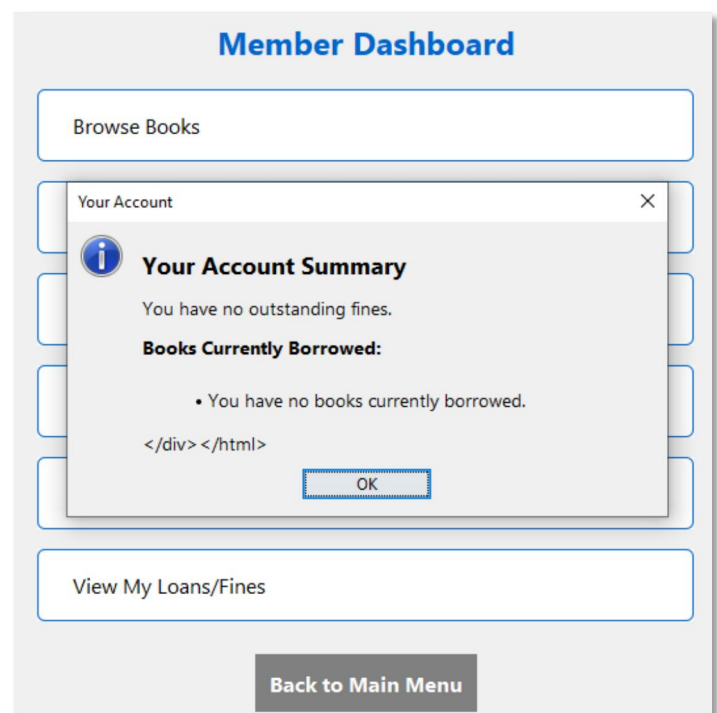 Member Dashboard
Browse Books
Your Account
Your Account Summary
You have no outstanding fines.
Books Currently Borrowed:
• You have no books currently borrowed.
</div></html>
OK
View My Loans/Fines
Back to Main Menu